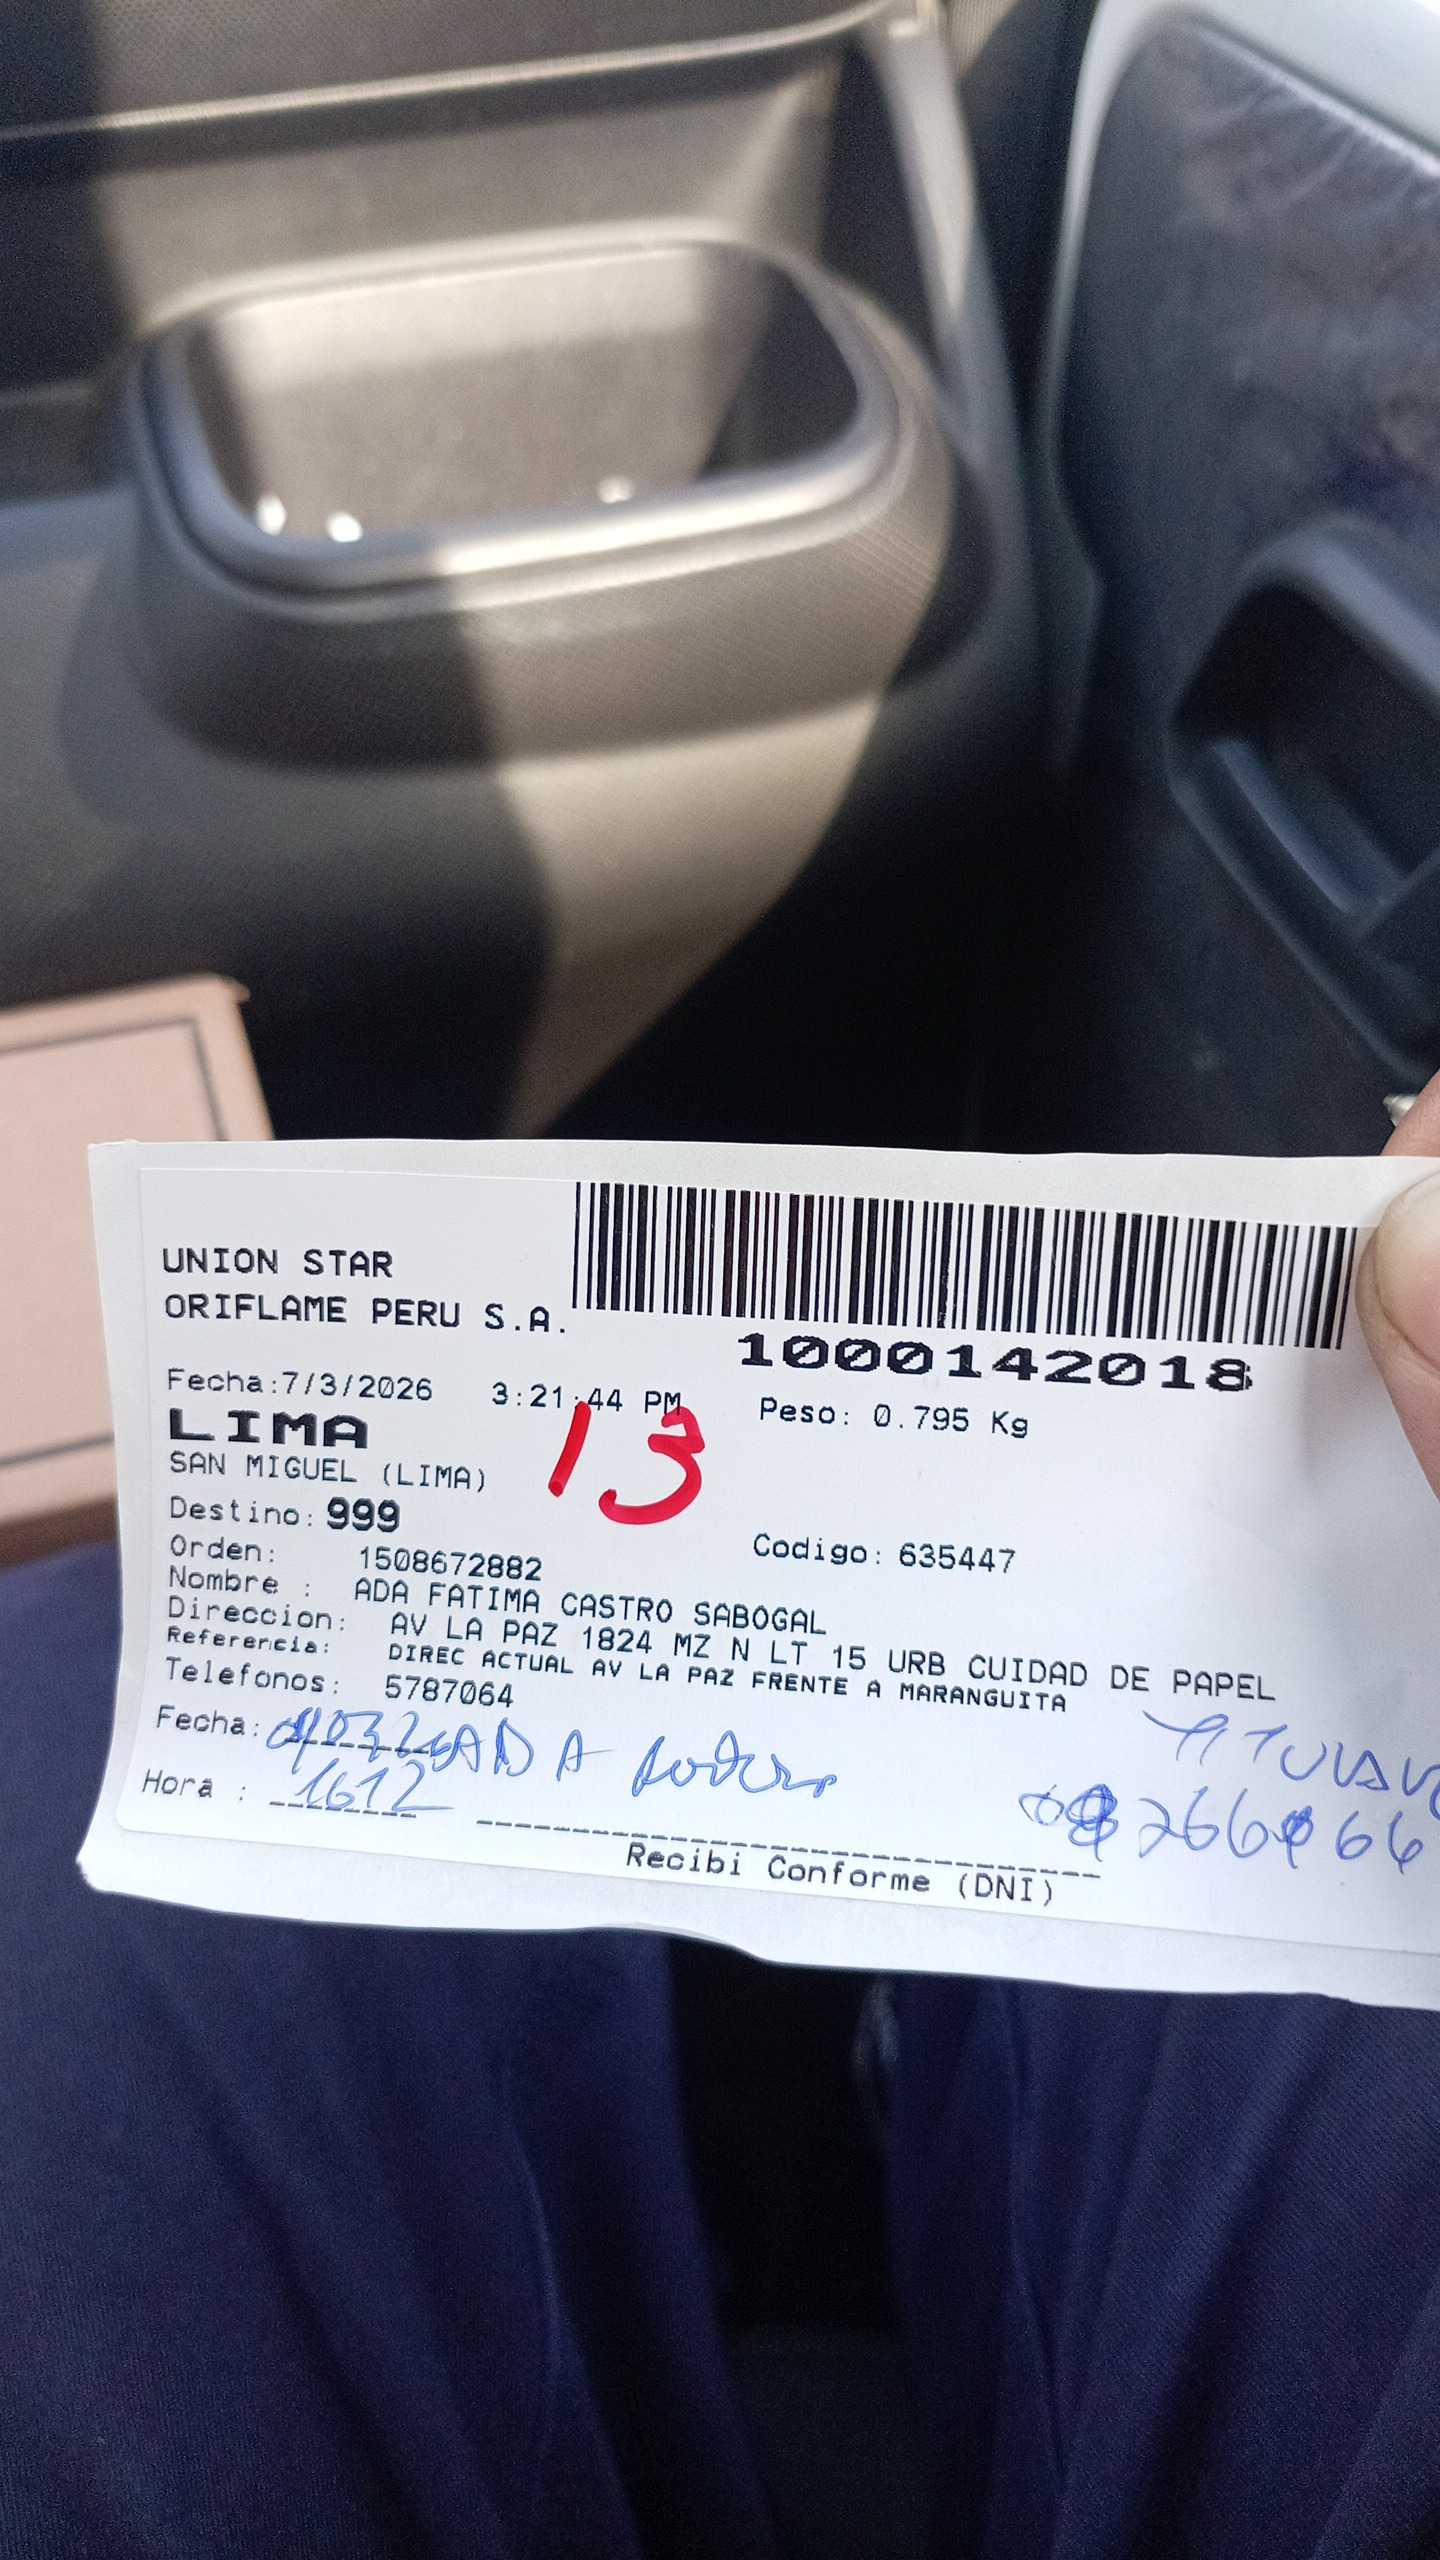 UNION STAR
ORIFLAME PERU S.A.
1000142018
Fecha:7/3/2026 3:21:44 PM Peso: 0.795 Kg
LIMA
13
SAN MIGUEL (LIMA)
Destino: 999
Orden: 1508672882 Codigo: 635447
Nombre : ADA FATIMA CASTRO SABOGAL
Direccion: AV LA PAZ 1824 MZ N LT 15 URB CUIDAD DE PAPEL
Referencia: DIREC ACTUAL AV LA PAZ FRENTE A MARANGUITA
Telefonos: 5787064
Fecha: ADA
Hora : 1612
Recibi Conforme (DNI)